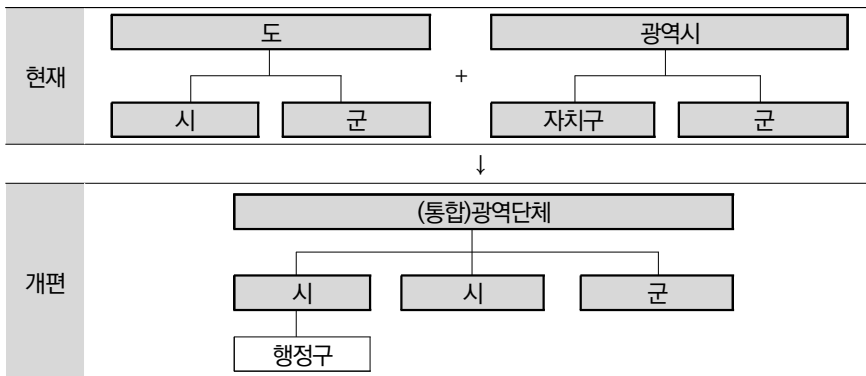 현재
도 + 광역시
시 군 자치구 군
↓
개편
(통합)광역단체
시 시 군
행정구